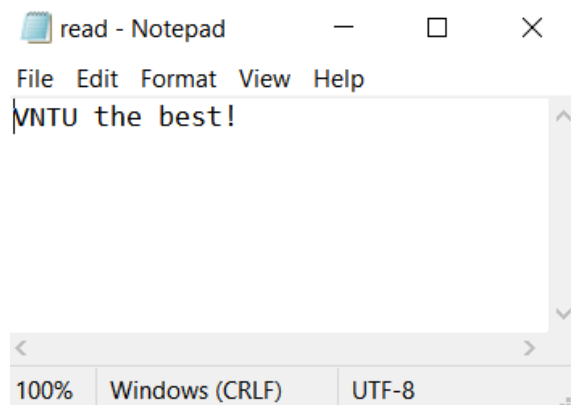 read - Notepad
File Edit Format View Help
VNTU the best!
100% Windows (CRLF) UTF-8